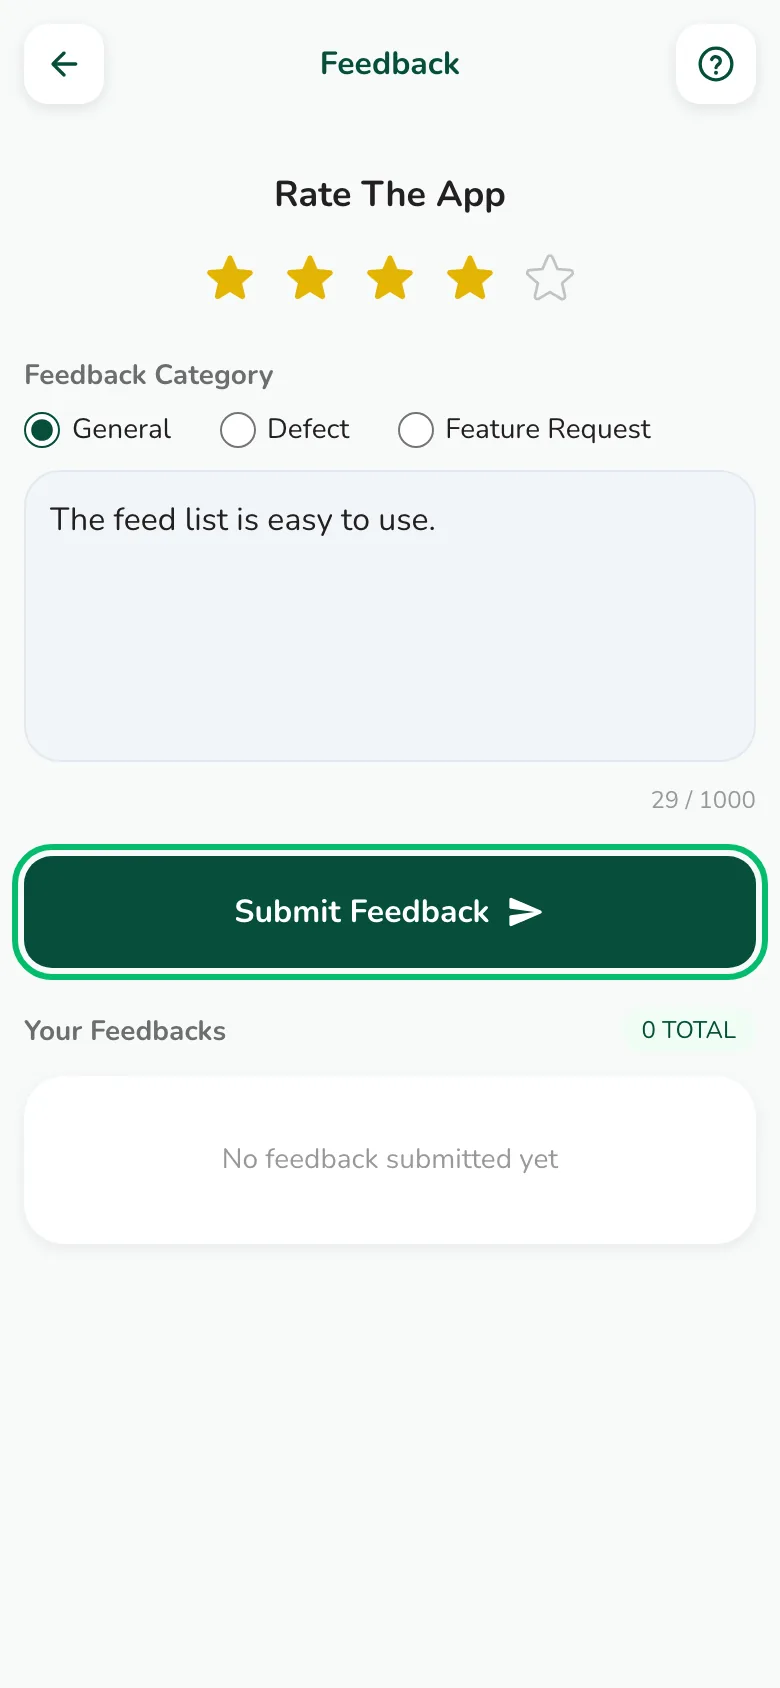 Feedback
Rate The App
Feedback Category
General Defect Feature Request
The feed list is easy to use.
29 / 1000
Submit Feedback
Your Feedbacks 0 TOTAL
No feedback submitted yet